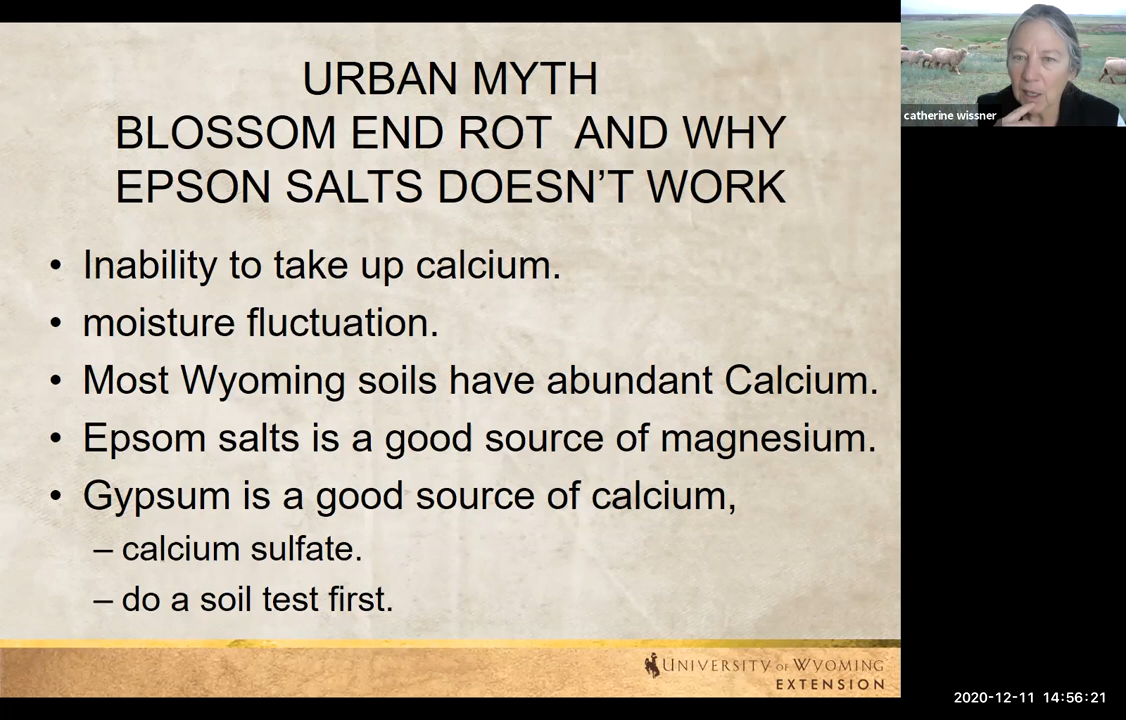 URBAN MYTH
BLOSSOM END ROT AND WHY
EPSON SALTS DOESN'T WORK
• Inability to take up calcium.
• moisture fluctuation.
• Most Wyoming soils have abundant Calcium.
• Epsom salts is a good source of magnesium.
• Gypsum is a good source of calcium,
– calcium sulfate.
– do a soil test first.
UNIVERSITY OF WYOMING
EXTENSION
catherine wissner
2020-12-11 14:56:21